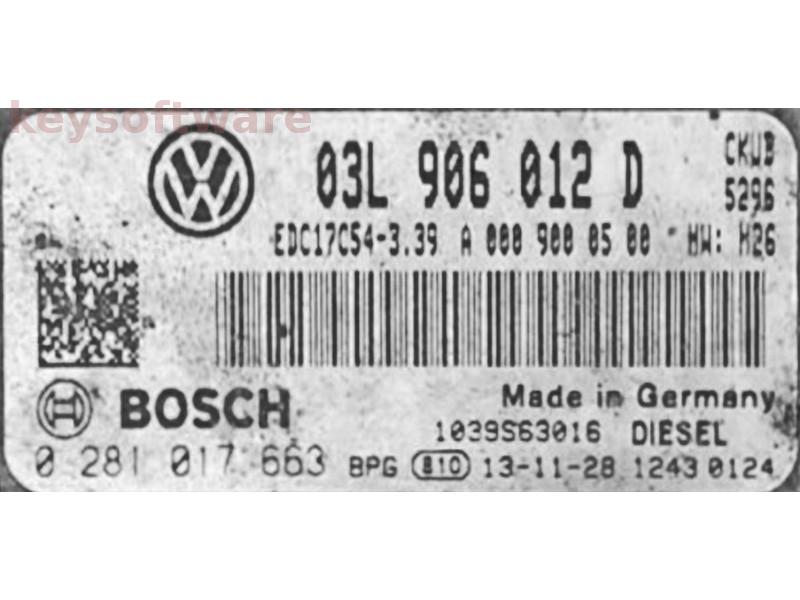 keysoftware
03L 906 012 D
CKUB
5296
EDC17C54-3.39 A 000 900 05 00 HW: H26
BOSCH
Made in Germany
1039S63016 DIESEL
0 281 017 663 BPG 810 13-11-28 1243 0124